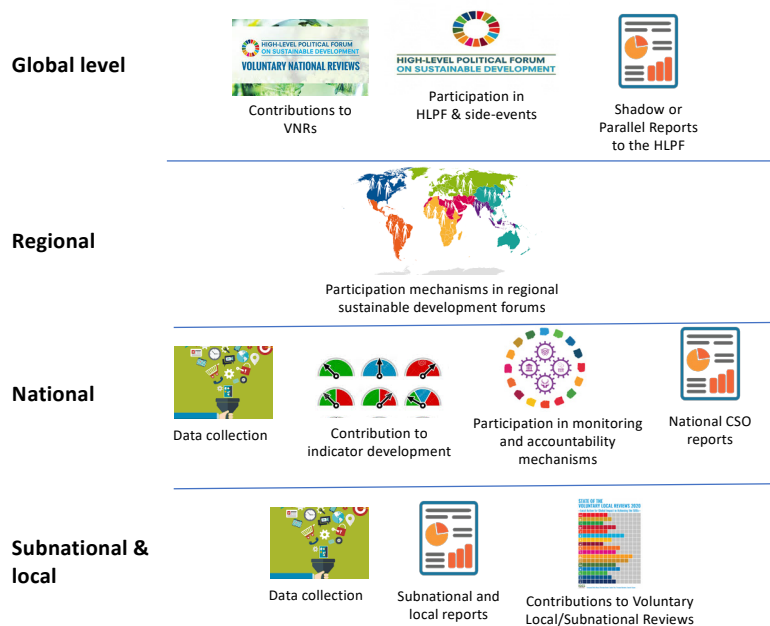 Global level
HIGH-LEVEL POLITICAL FORUM
ON SUSTAINABLE DEVELOPMENT
VOLUNTARY NATIONAL REVIEWS
Contributions to
VNRs
HIGH-LEVEL POLITICAL FORUM
ON SUSTAINABLE DEVELOPMENT
Participation in
HLPF & side-events
Shadow or
Parallel Reports
to the HLPF
Regional
Participation mechanisms in regional
sustainable development forums
National
Data collection
Contribution to
indicator development
Participation in monitoring
and accountability
mechanisms
National CSO
reports
Subnational &
local
Data collection
Subnational and
local reports
STATE OF THE
VOLUNTARY LOCAL REVIEWS 2020
Contributions to Voluntary
Local/Subnational Reviews